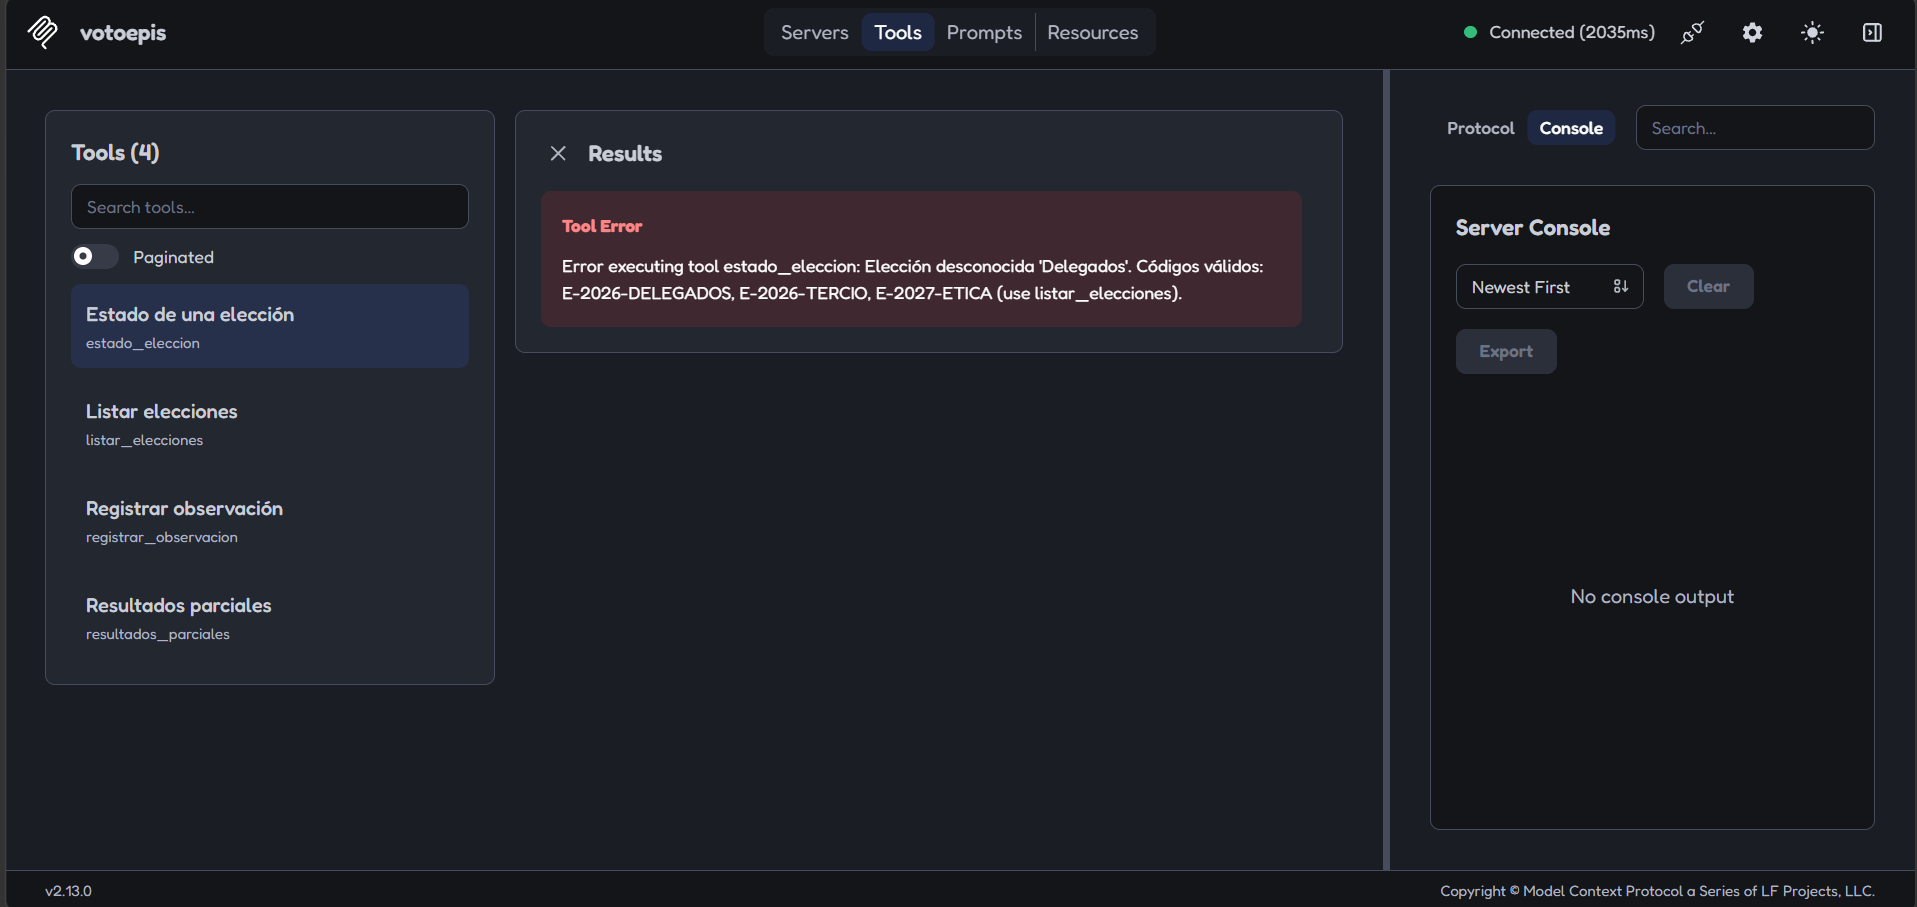 votoepis
Servers Tools Prompts Resources
Connected (2035ms)
Tools (4)
Search tools...
Paginated
Estado de una elección
estado_eleccion
Listar elecciones
listar_elecciones
Registrar observación
registrar_observacion
Resultados parciales
resultados_parciales
Results
Tool Error
Error executing tool estado_eleccion: Elección desconocida 'Delegados'. Códigos válidos:
E-2026-DELEGADOS, E-2026-TERCIO, E-2027-ETICA (use listar_elecciones).
Protocol Console Search...
Server Console
Newest First Clear
Export
No console output
v2.13.0
Copyright © Model Context Protocol a Series of LF Projects, LLC.